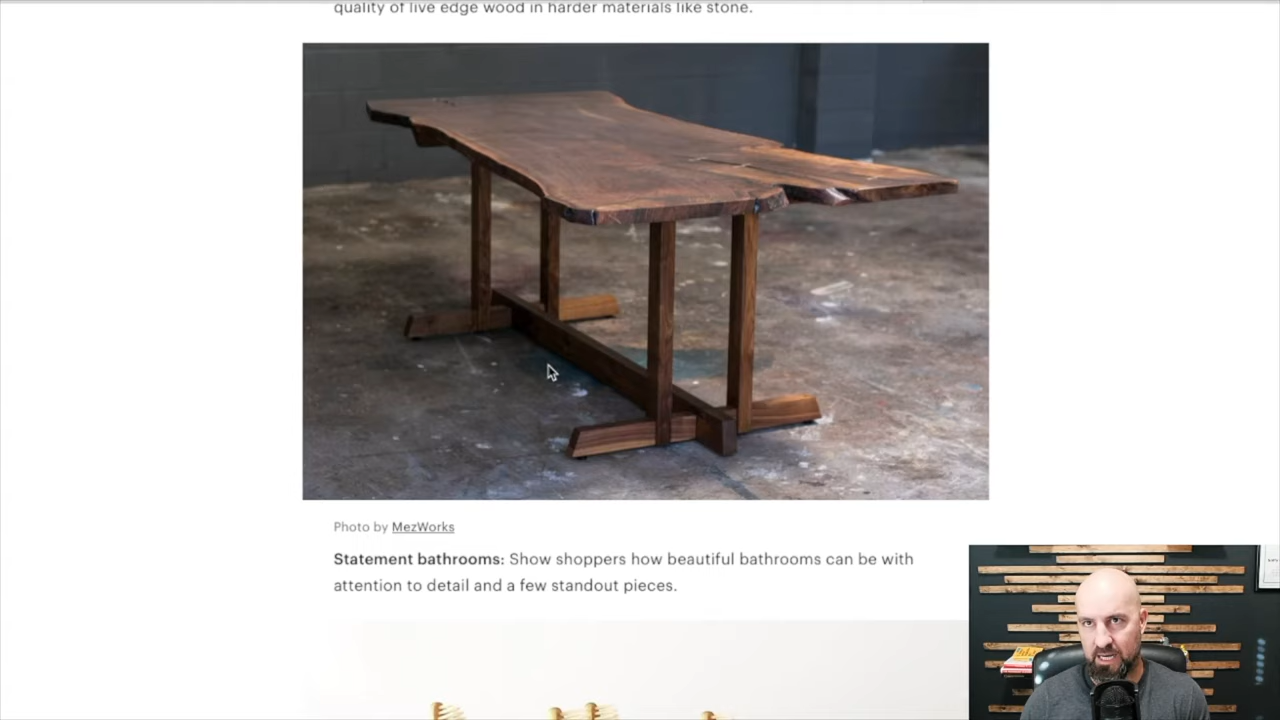 quality of live edge wood in harder materials like stone.
Photo by MezWorks
Statement bathrooms: Show shoppers how beautiful bathrooms can be with
attention to detail and a few standout pieces.